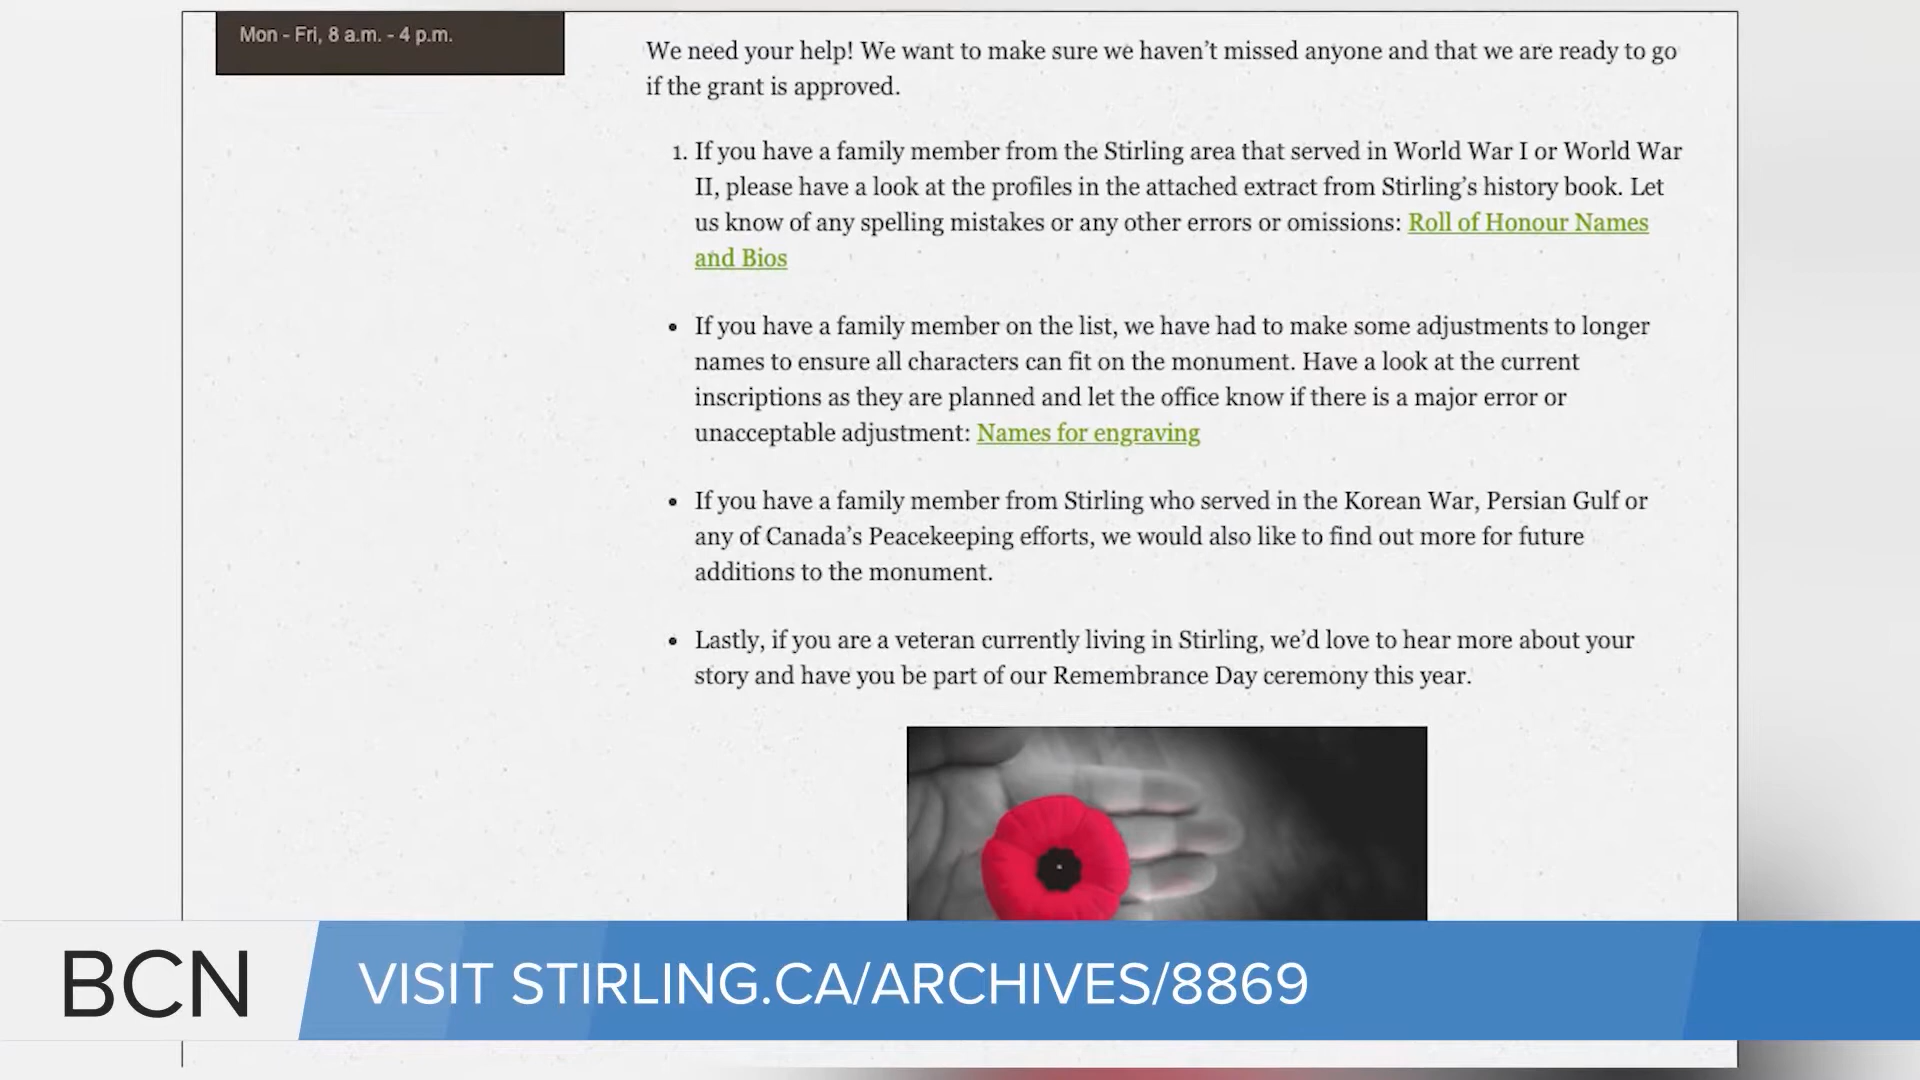 Mon - Fri, 8 a.m. - 4 p.m.
We need your help! We want to make sure we haven’t missed anyone and that we are ready to go
if the grant is approved.
1. If you have a family member from the Stirling area that served in World War I or World War
II, please have a look at the profiles in the attached extract from Stirling’s history book. Let
us know of any spelling mistakes or any other errors or omissions: Roll of Honour Names
and Bios
• If you have a family member on the list, we have had to make some adjustments to longer
names to ensure all characters can fit on the monument. Have a look at the current
inscriptions as they are planned and let the office know if there is a major error or
unacceptable adjustment: Names for engraving
• If you have a family member from Stirling who served in the Korean War, Persian Gulf or
any of Canada’s Peacekeeping efforts, we would also like to find out more for future
additions to the monument.
• Lastly, if you are a veteran currently living in Stirling, we’d love to hear more about your
story and have you be part of our Remembrance Day ceremony this year.
BCN
VISIT STIRLING.CA/ARCHIVES/8869